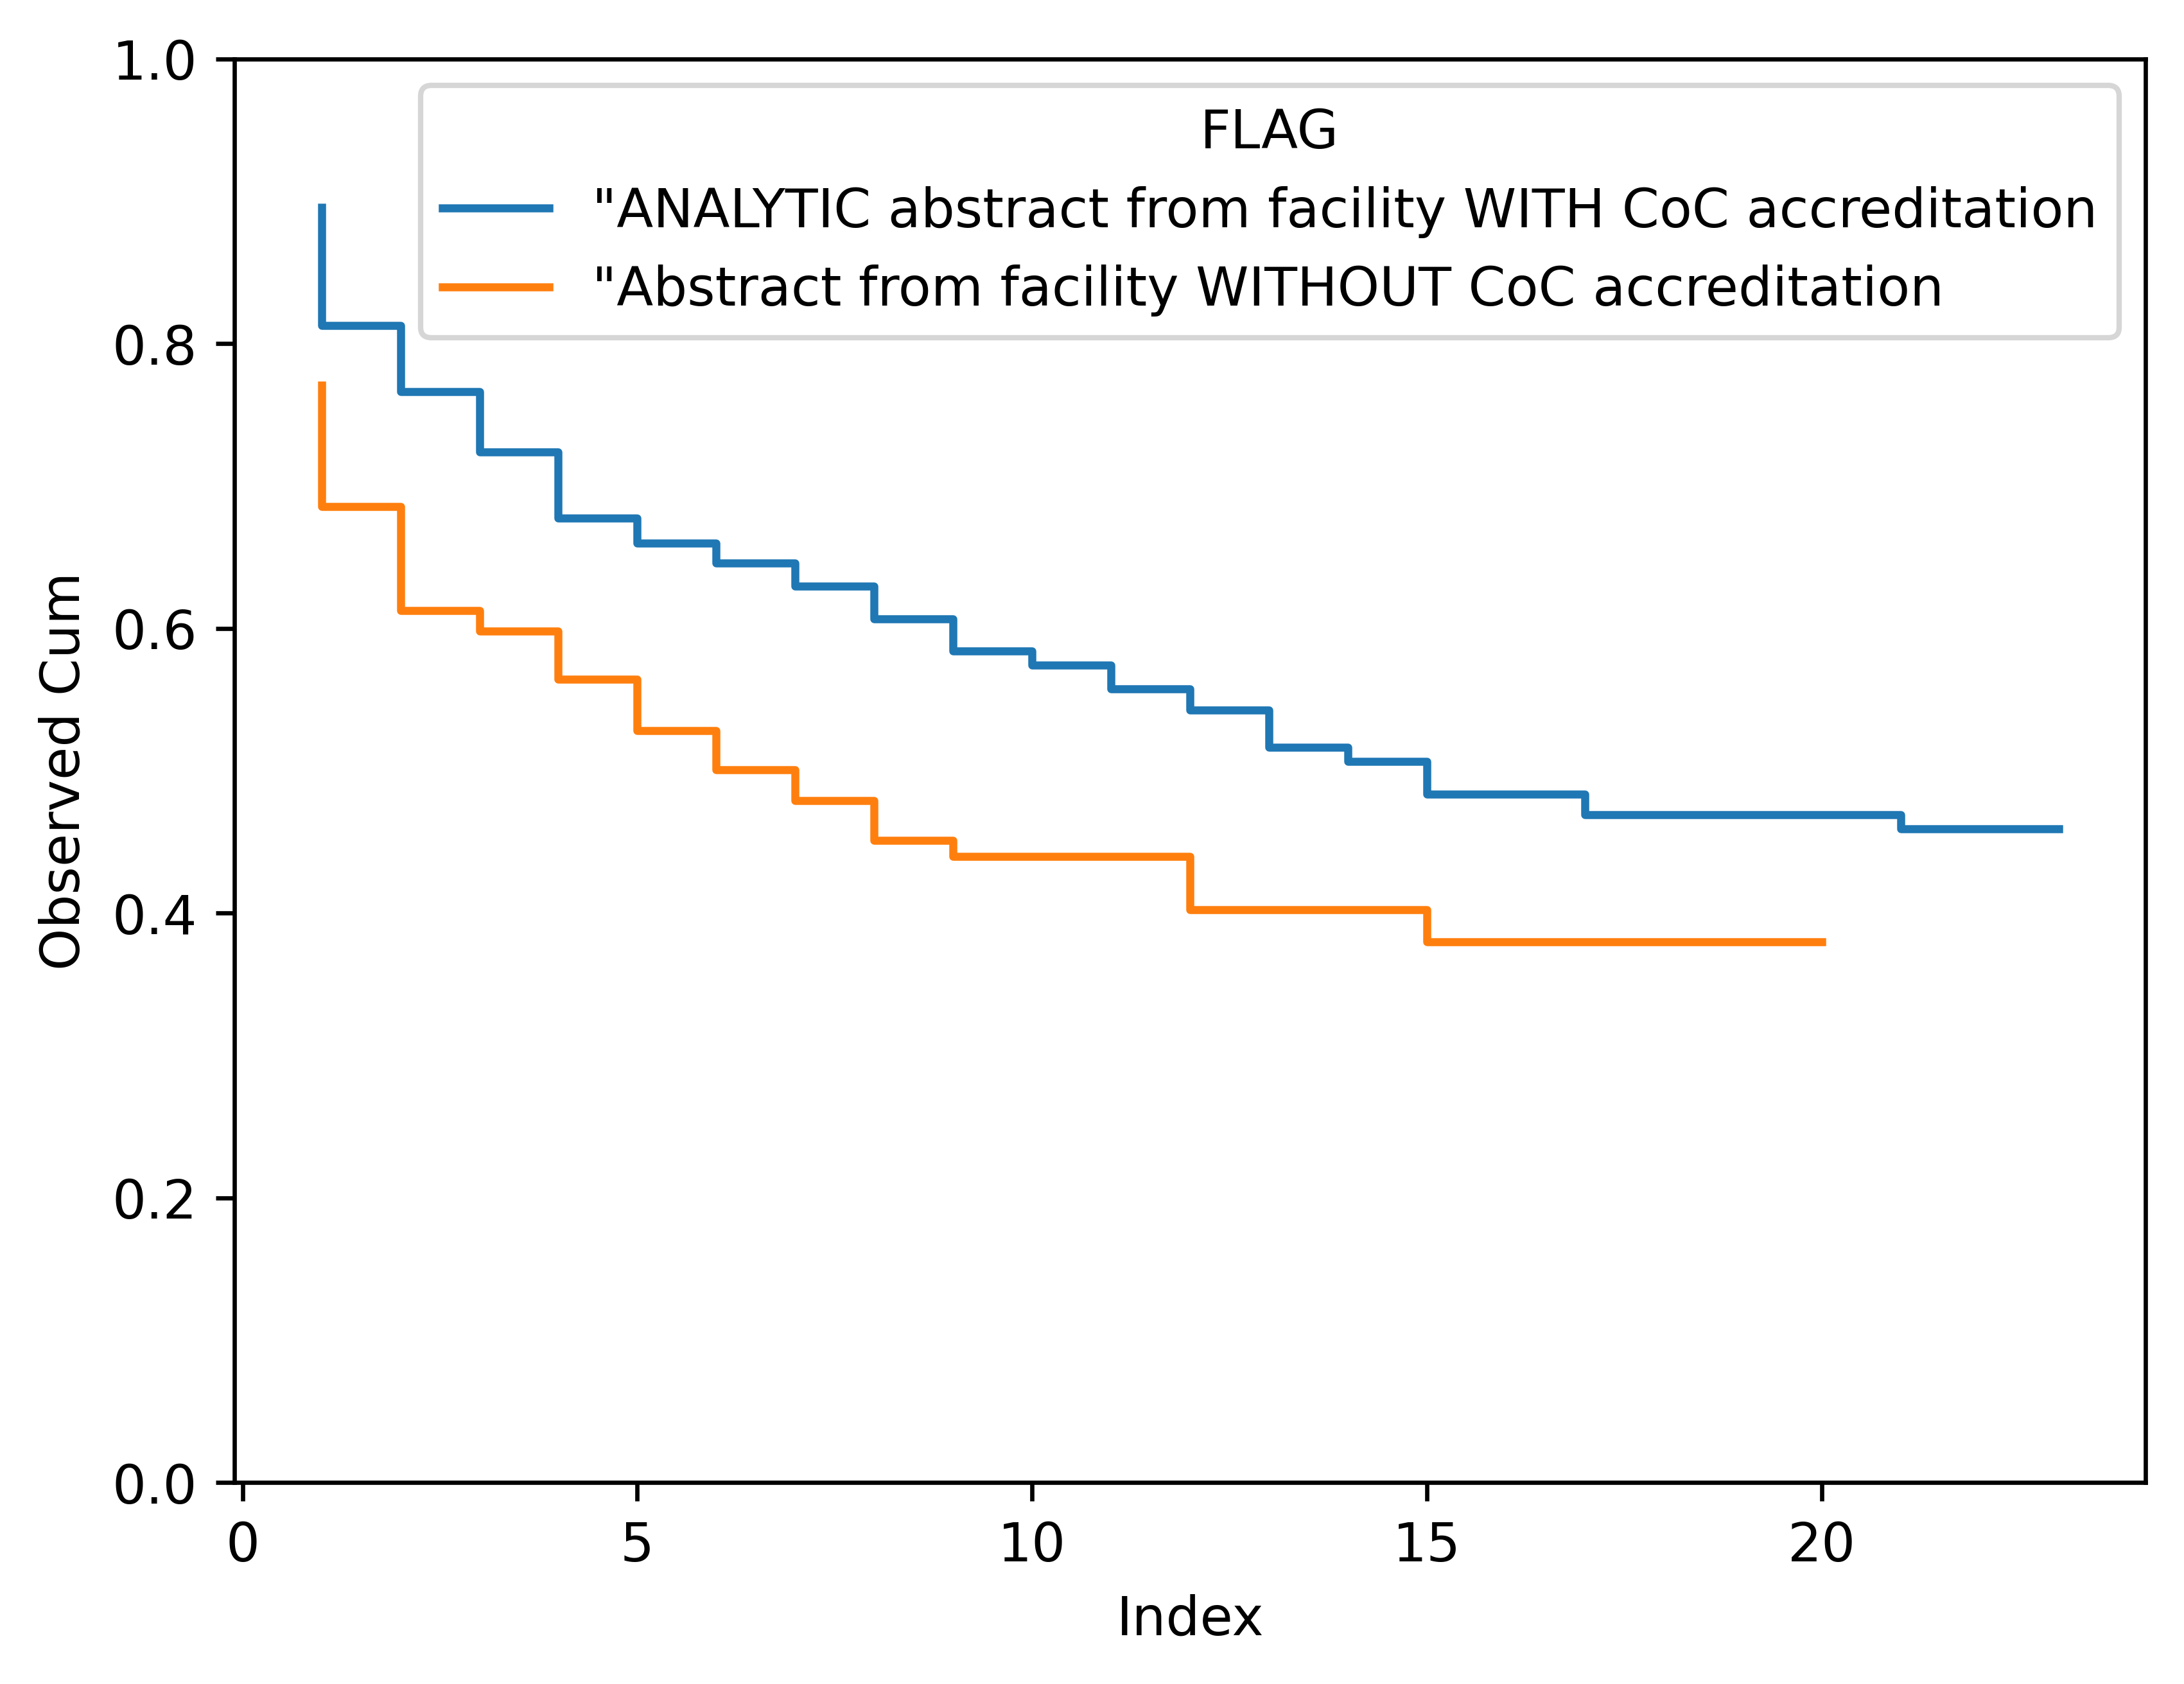 1.0
FLAG
"ANALYTIC abstract from facility WITH CoC accreditation
"Abstract from facility WITHOUT CoC accreditation
0.8
0.6
Observed Cum
0.4
0.2
0.0
0 5 10 15 20
Index